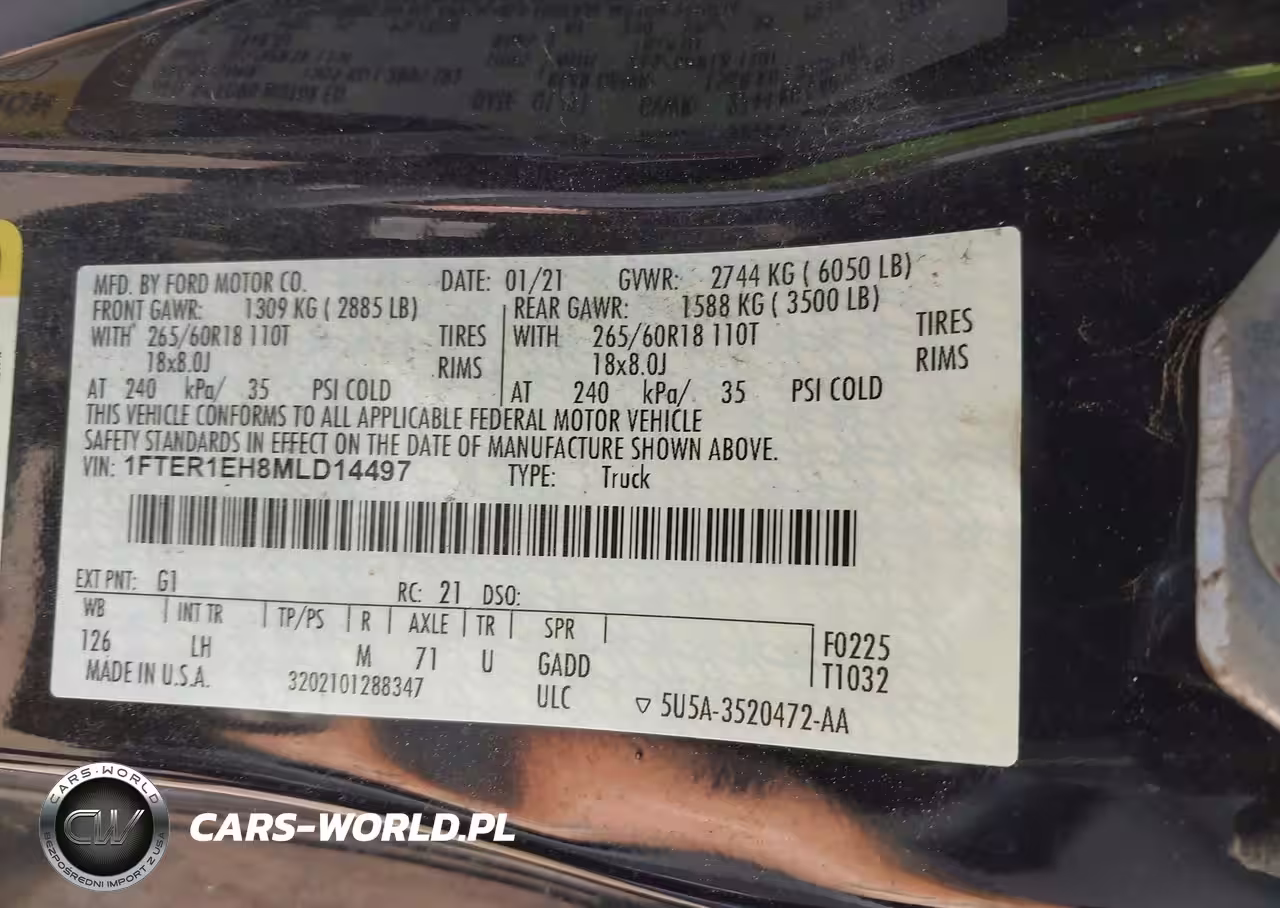 MFD. BY FORD MOTOR CO. DATE: 01/21 GVWR: 2744 KG ( 6050 LB)
FRONT GAWR: 1309 KG ( 2885 LB) REAR GAWR: 1588 KG ( 3500 LB)
WITH 265/60R18 110T TIRES WITH 265/60R18 110T TIRES
18x8.0J RIMS 18x8.0J RIMS
AT 240 kPa/ 35 PSI COLD AT 240 kPa/ 35 PSI COLD
THIS VEHICLE CONFORMS TO ALL APPLICABLE FEDERAL MOTOR VEHICLE
SAFETY STANDARDS IN EFFECT ON THE DATE OF MANUFACTURE SHOWN ABOVE.
VIN: 1FTER1EH8MLD14497 TYPE: Truck
EXT PNT: G1 RC: 21 DSO:
WB INT TR TP/PS R AXLE TR SPR
126 LH M 71 U GADD F0225
MADE IN U.S.A. 3202101288347 ULC T1032
▽ 5U5A-3520472-AA
CARS-WORLD
CW
BEZPOŚREDNI IMPORT Z USA
CARS-WORLD.PL